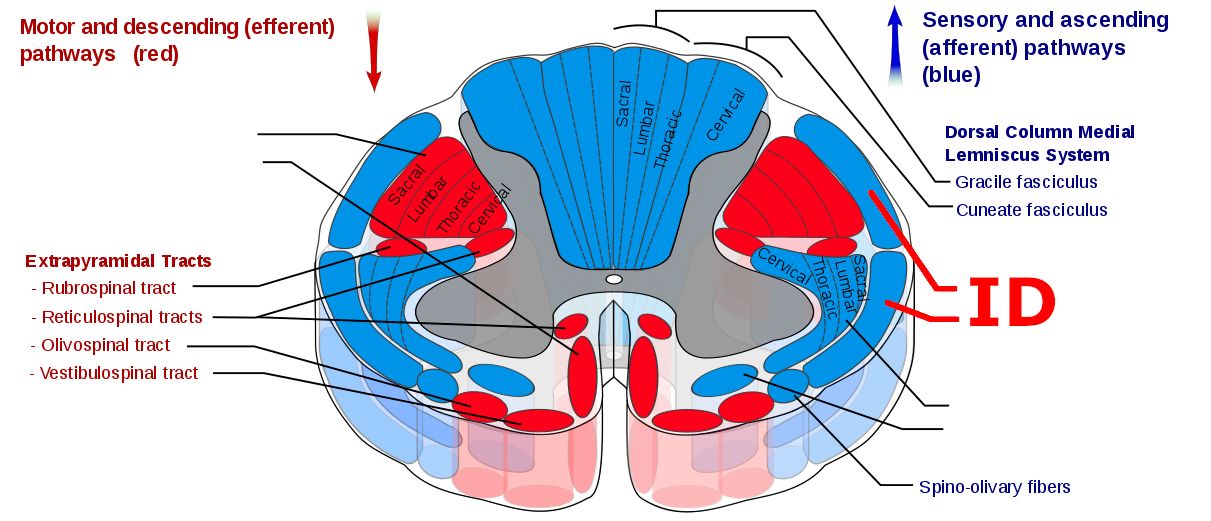 Motor and descending (efferent)
pathways (red)
Sensory and ascending
(afferent) pathways
(blue)
Sacral
Lumbar
Thoracic
Cervical
Dorsal Column Medial
Lemniscus System
Gracile fasciculus
Cuneate fasciculus
Sacral
Lumbar
Thoracic
Cervical
Extrapyramidal Tracts
- Rubrospinal tract
- Reticulospinal tracts
- Olivospinal tract
- Vestibulospinal tract
Cervical
Thoracic
Lumbar
Sacral
ID
Spino-olivary fibers